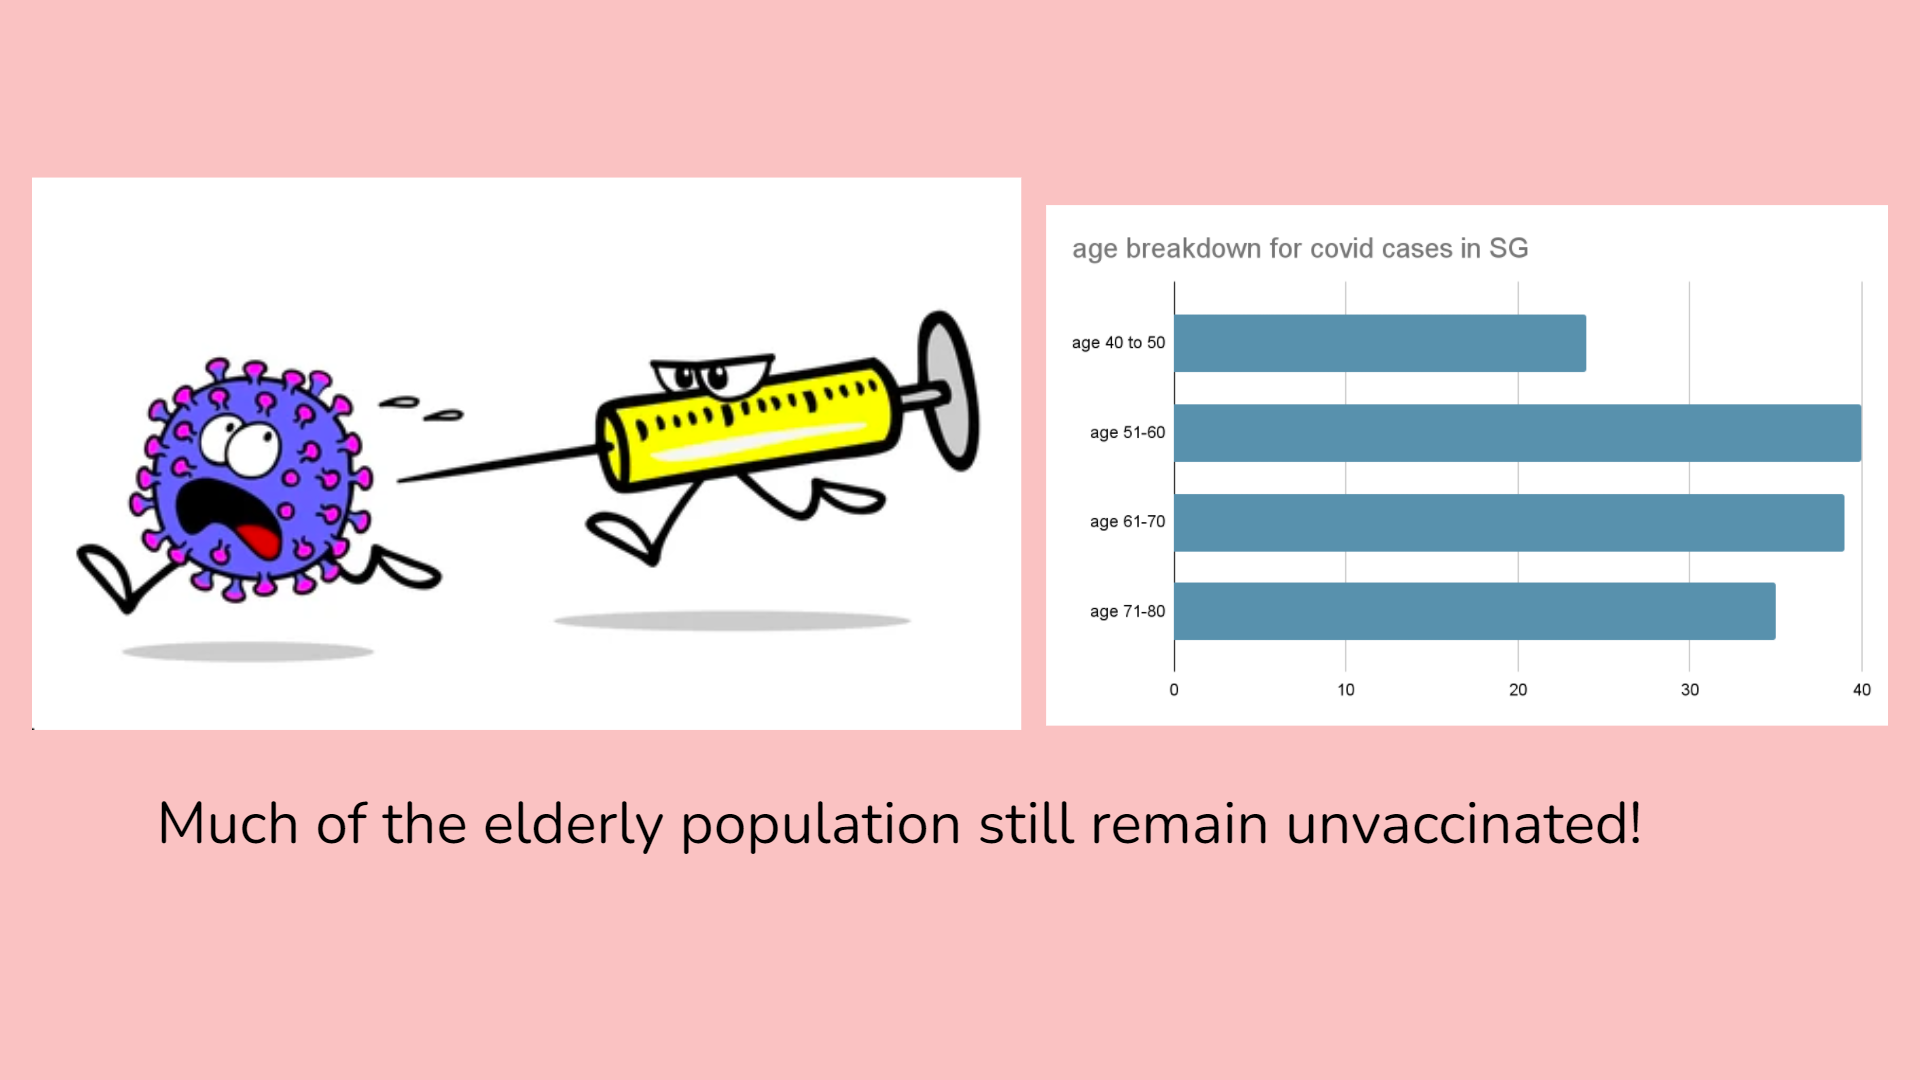 age breakdown for covid cases in SG
age 40 to 50
age 51-60
age 61-70
age 71-80
0 10 20 30 40
Much of the elderly population still remain unvaccinated!